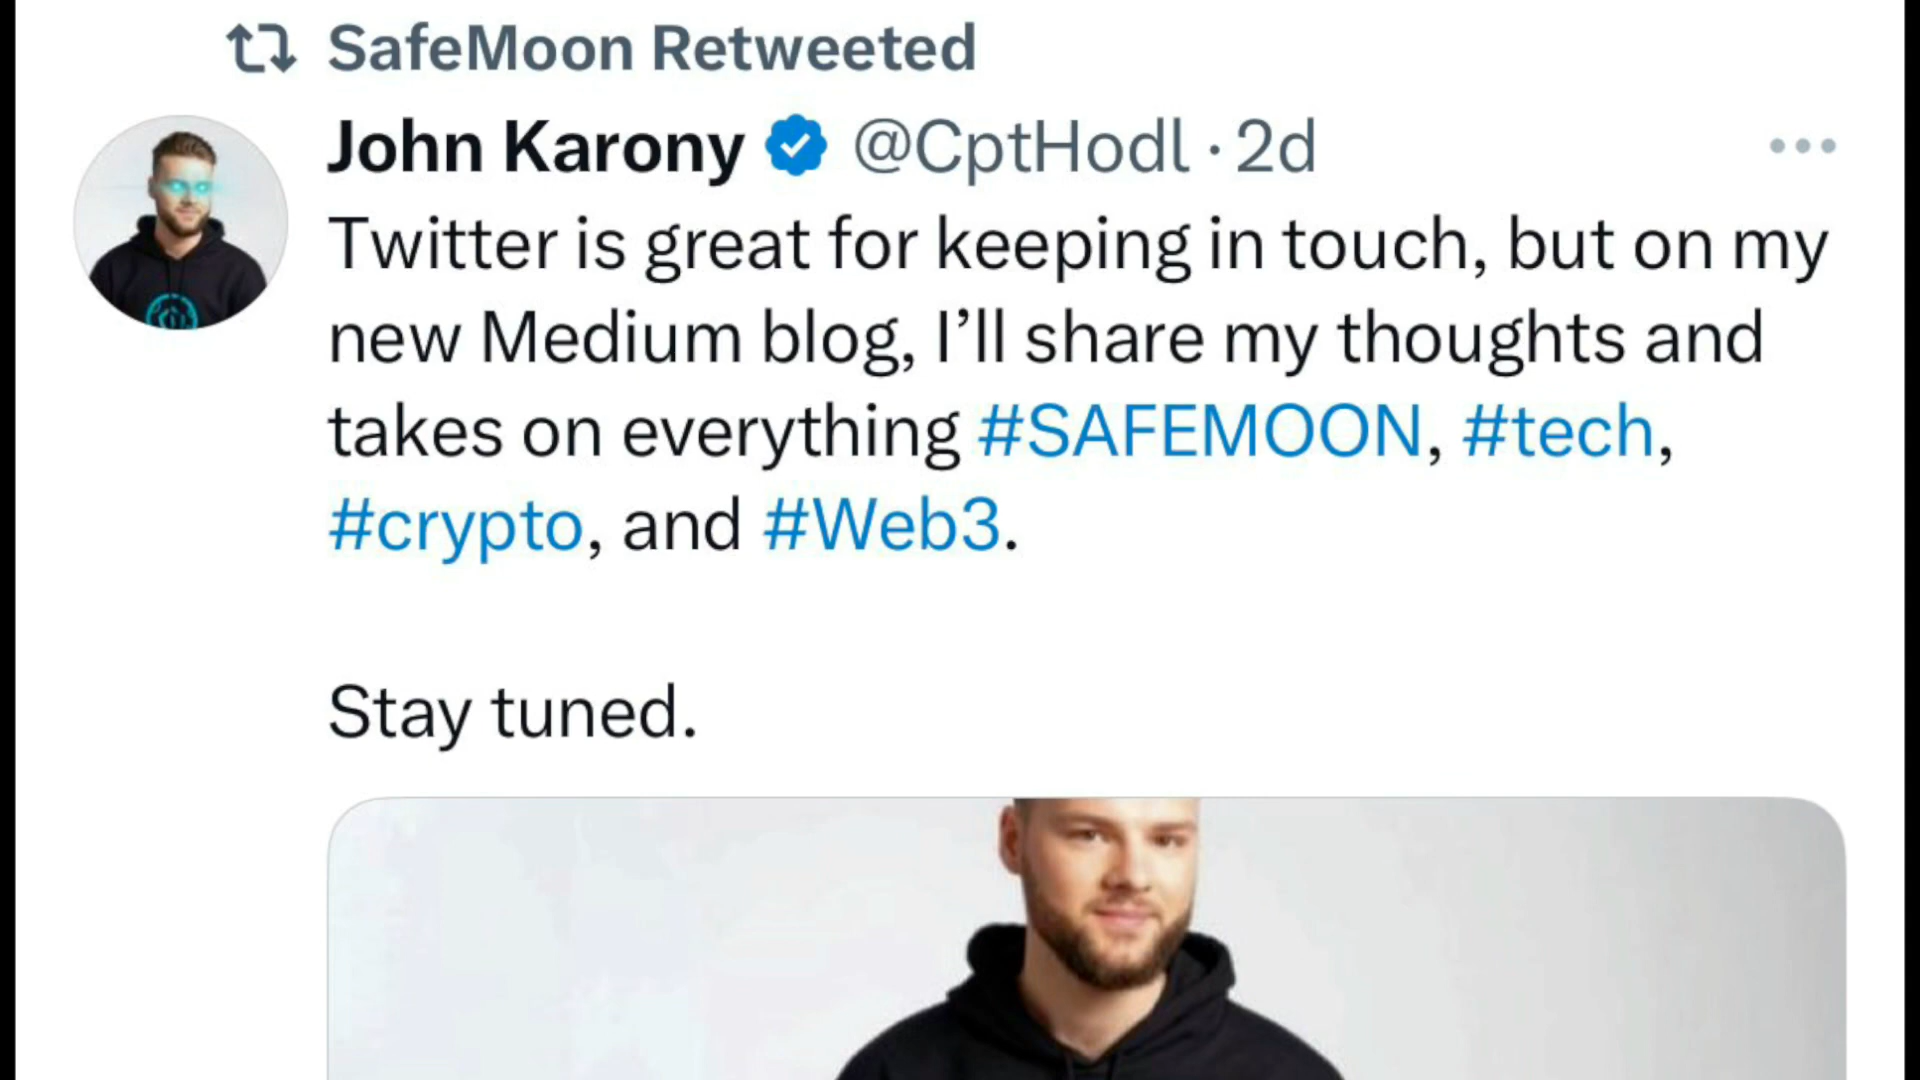 SafeMoon Retweeted
John Karony @CptHodl · 2d
Twitter is great for keeping in touch, but on my
new Medium blog, I’ll share my thoughts and
takes on everything #SAFEMOON, #tech,
#crypto, and #Web3.
Stay tuned.